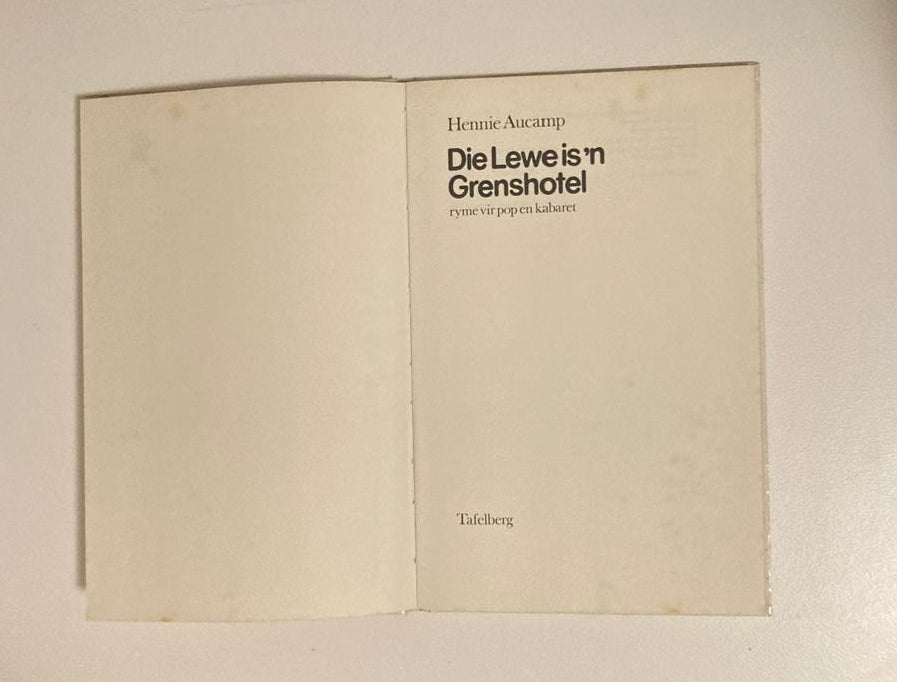 Hennie Aucamp
Die Lewe is 'n
Grenshotel
ryme vir pop en kabaret
Tafelberg